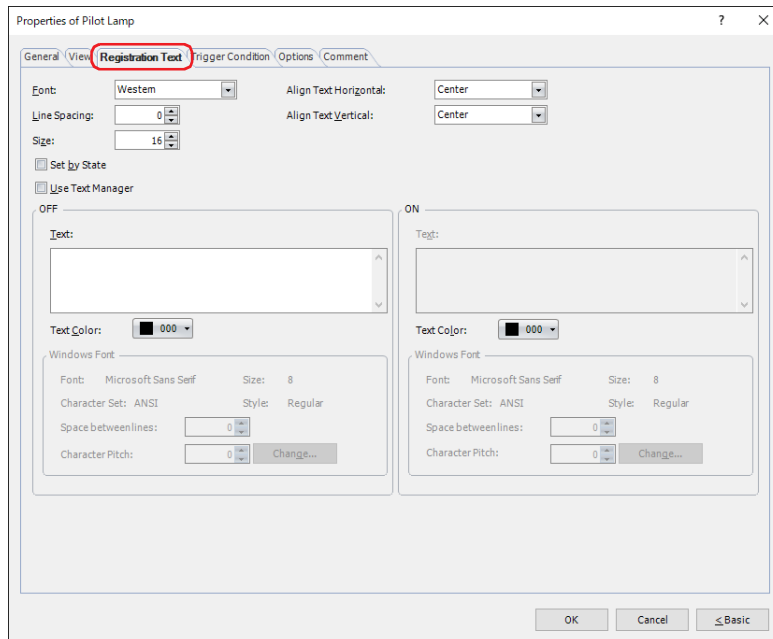 Properties of Pilot Lamp ? ×
General View Registration Text Trigger Condition Options Comment
Font: Western Align Text Horizontal: Center
Line Spacing: 0 Align Text Vertical: Center
Size: 16
Set by State
Use Text Manager
OFF ON
Text: Text:
Text Color: 000 Text Color: 000
Windows Font Windows Font
Font: Microsoft Sans Serif Size: 8 Font: Microsoft Sans Serif Size: 8
Character Set: ANSI Style: Regular Character Set: ANSI Style: Regular
Space between lines: 0 Space between lines: 0
Character Pitch: 0 Change... Character Pitch: 0 Change...
OK Cancel < Basic